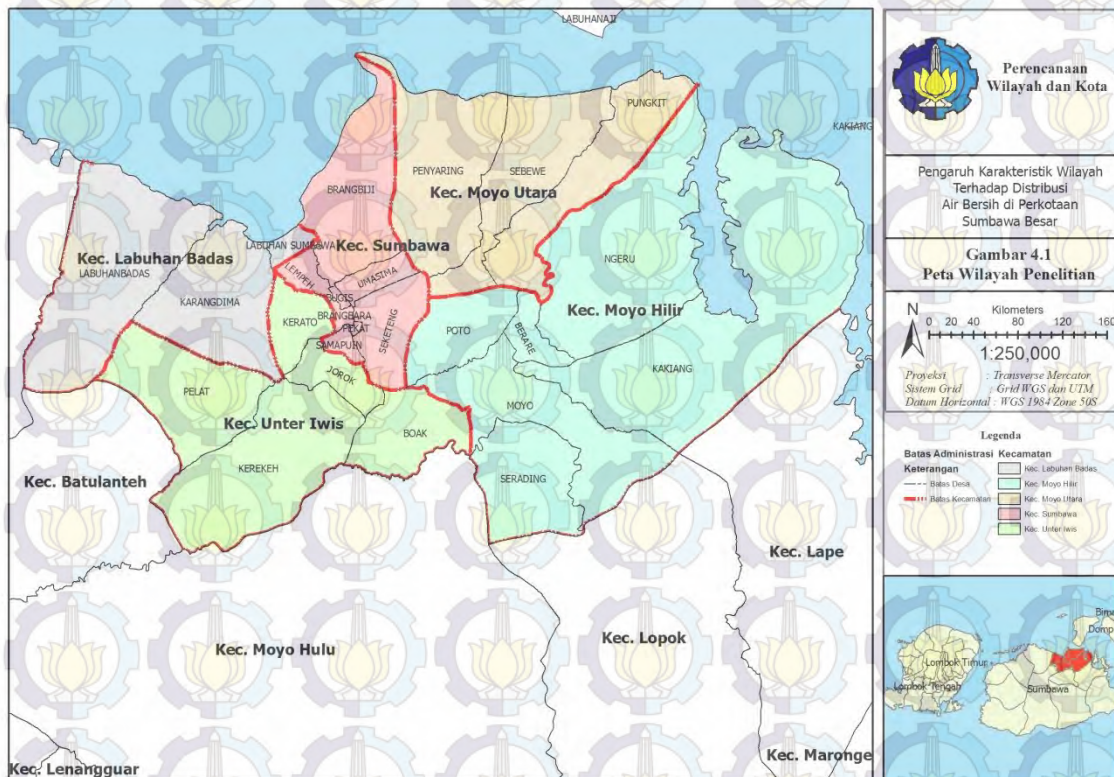 LABUHANAJI
PUNGKIT
KAKIANG
PENYARING
SEBEWE
Kec. Moyo Utara
BRANGBIJI
LABUHAN SUMBAWA
Kec. Sumbawa
Kec. Labuhan Badas
LABUHANBADAS
NGERU
LEMPEH
UMASIMA
KARANGDIMA
BUGIS
Kec. Moyo Hilir
BRANGBARA
KERATO
PEKAT
SEKETENG
POTO
BERARE
SAMAPUIN
JOROK
KAKIANG
PELAT
MOYO
Kec. Unter Iwis
BOAK
KEREKEH
SERADING
Kec. Batulanteh
Kec. Lape
Kec. Lopok
Kec. Moyo Hulu
Kec. Maronge
Kec. Lenangguar
Perencanaan
Wilayah dan Kota
Pengaruh Karakteristik Wilayah
Terhadap Distribusi
Air Bersih di Perkotaan
Sumbawa Besar
Gambar 4.1
Peta Wilayah Penelitian
N
Kilometers
0 20 40 80 120 160
1:250,000
Proyeksi : Transverse Mercator
Sistem Grid : Grid WGS dan UTM
Datum Horizontal : WGS 1984 Zone 50S
Legenda
Batas Administrasi Kecamatan
Keterangan
Batas Desa
Batas Kecamatan
Kec. Labuhan Badas
Kec. Moyo Hilir
Kec. Moyo Utara
Kec. Sumbawa
Kec. Unter Iwis
Bima
Dompu
Lombok Timur
Lombok Tengah
Sumbawa